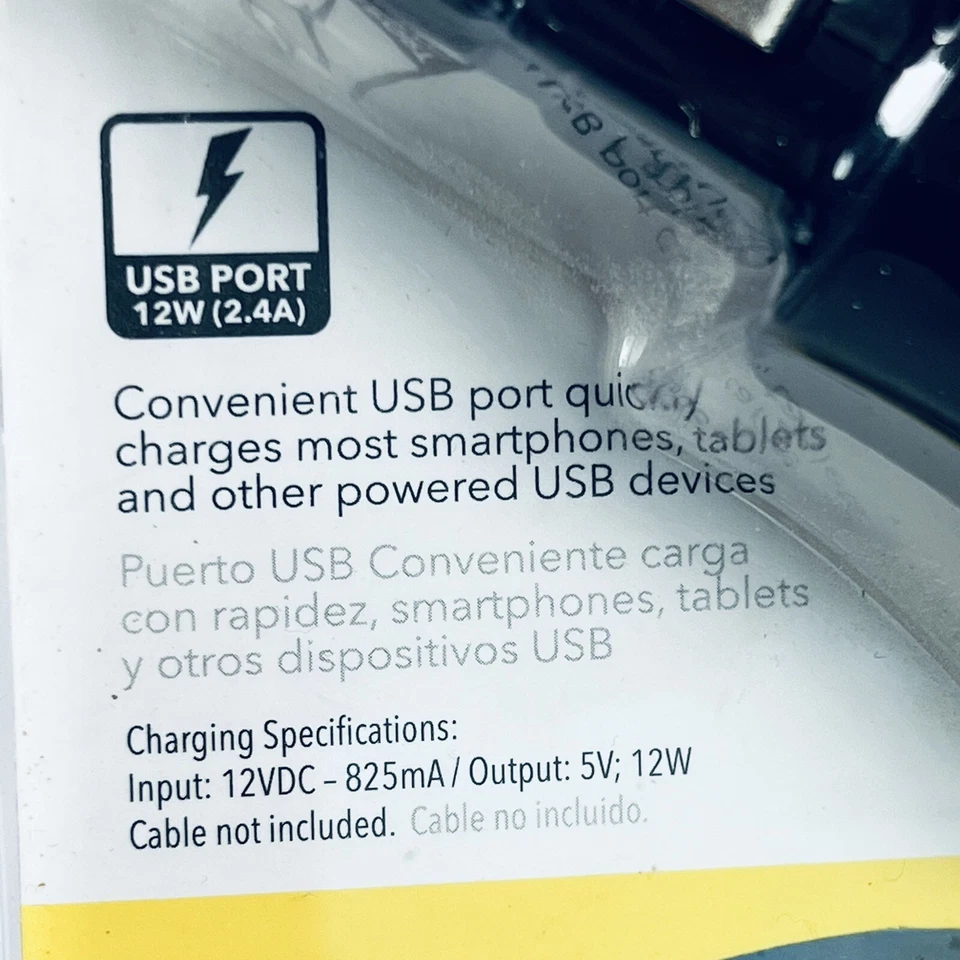 USB PORT
12W (2.4A)
Convenient USB port quickly
charges most smartphones, tablets
and other powered USB devices
Puerto USB Conveniente carga
con rapidez, smartphones, tablets
y otros dispositivos USB
Charging Specifications:
Input: 12VDC – 825mA / Output: 5V; 12W
Cable not included. Cable no incluido.